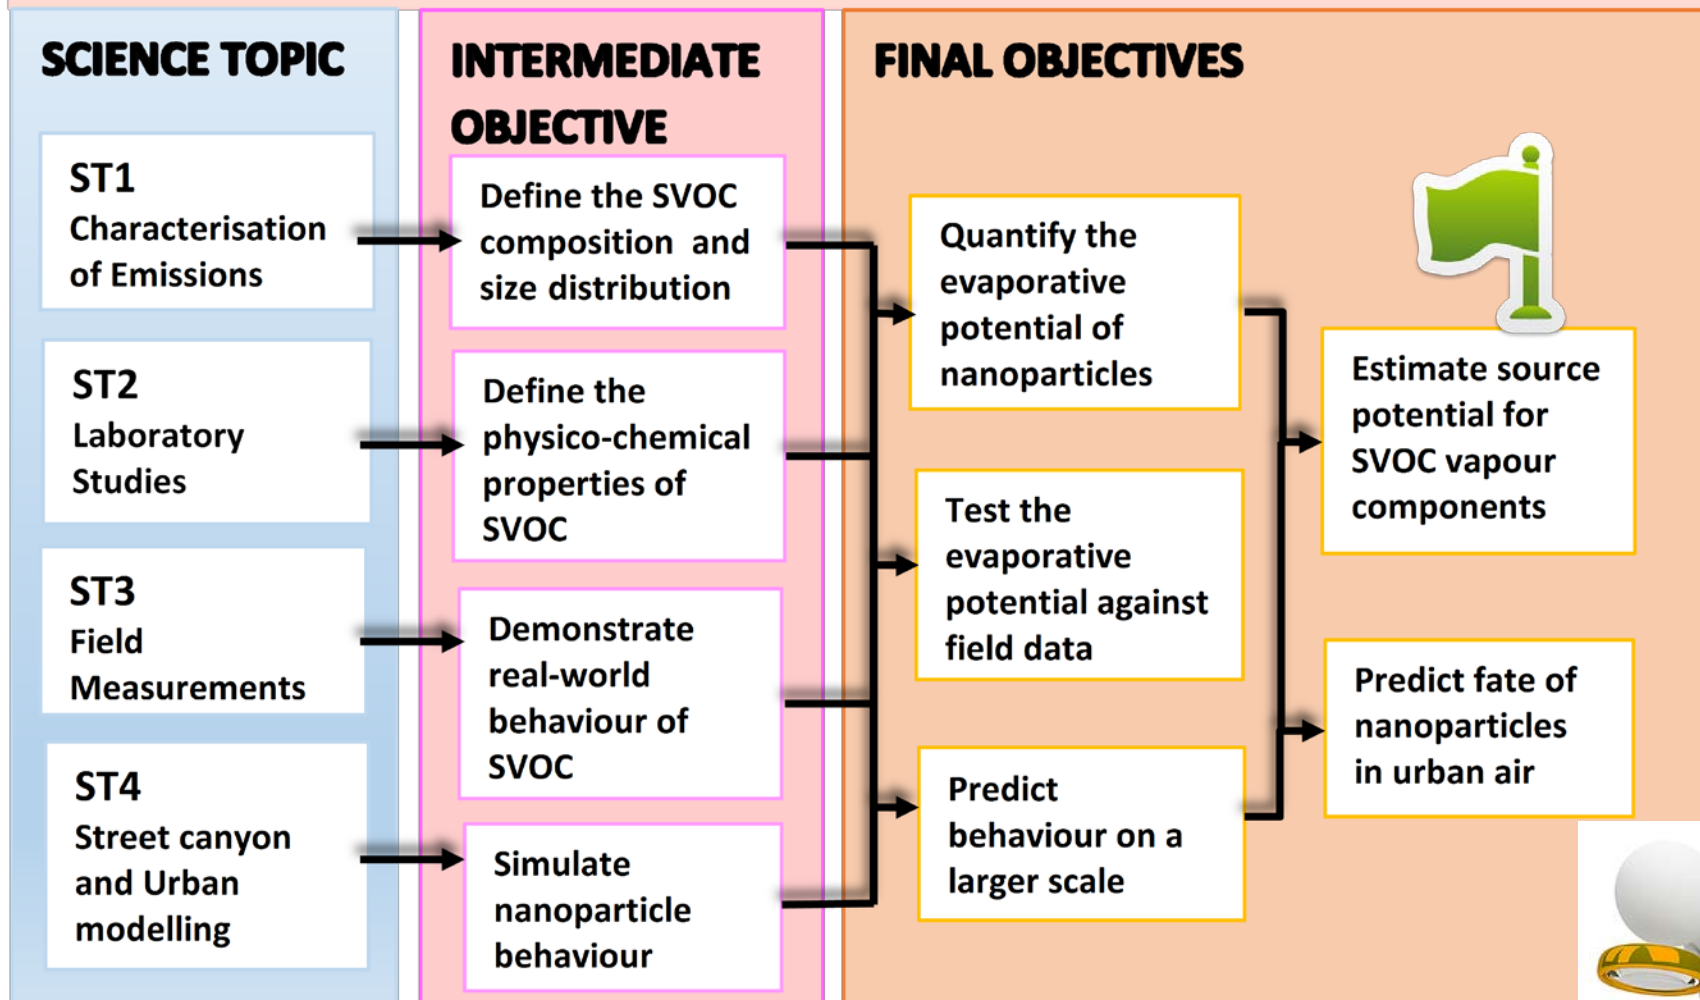 SCIENCE TOPIC
ST1
Characterisation
of Emissions
ST2
Laboratory
Studies
ST3
Field
Measurements
ST4
Street canyon
and Urban
modelling
INTERMEDIATE
OBJECTIVE
Define the SVOC
composition and
size distribution
Define the
physico-chemical
properties of
SVOC
Demonstrate
real-world
behaviour of
SVOC
Simulate
nanoparticle
behaviour
FINAL OBJECTIVES
Quantify the
evaporative
potential of
nanoparticles
Test the
evaporative
potential against
field data
Predict
behaviour on a
larger scale
Estimate source
potential for
SVOC vapour
components
Predict fate of
nanoparticles
in urban air